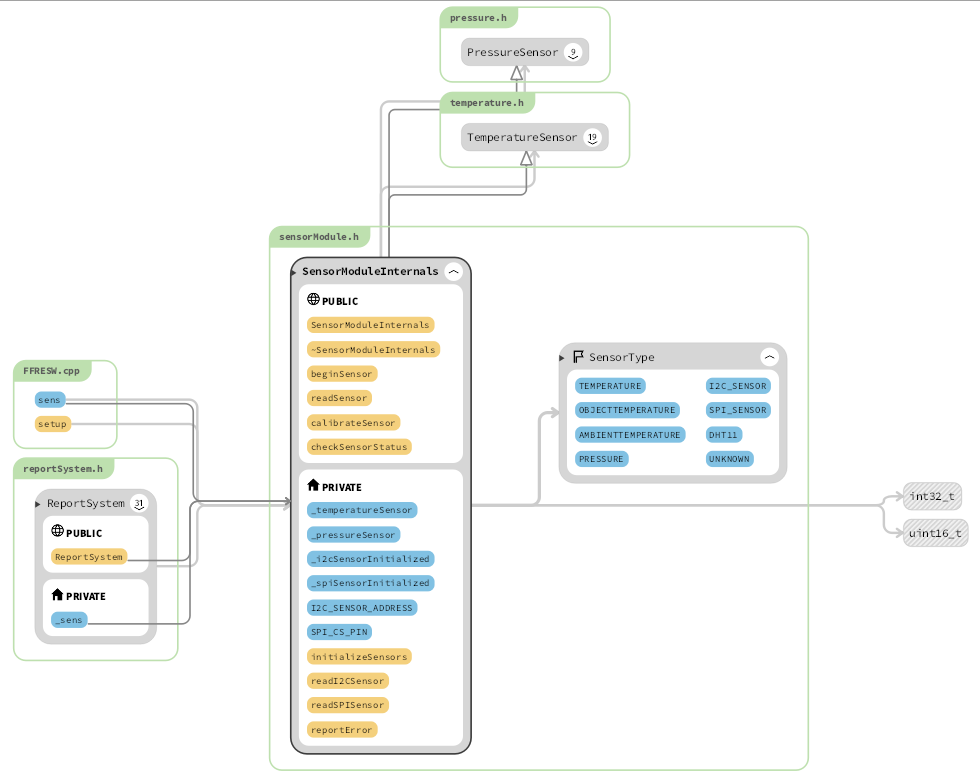 pressure.h
PressureSensor 9
temperature.h
TemperatureSensor 19
sensorModule.h
SensorModuleInternals
PUBLIC
SensorModuleInternals
~SensorModuleInternals
beginSensor
readSensor
calibrateSensor
checkSensorStatus
PRIVATE
_temperatureSensor
_pressureSensor
_i2cSensorInitialized
_spiSensorInitialized
I2C_SENSOR_ADDRESS
SPI_CS_PIN
initializeSensors
readI2CSensor
readSPISensor
reportError
SensorType
TEMPERATURE I2C_SENSOR
OBJECTTEMPERATURE SPI_SENSOR
AMBIENTTEMPERATURE DHT11
PRESSURE UNKNOWN
FFRESW.cpp
sens
setup
reportSystem.h
ReportSystem 31
PUBLIC
ReportSystem
PRIVATE
_sens
int32_t
uint16_t